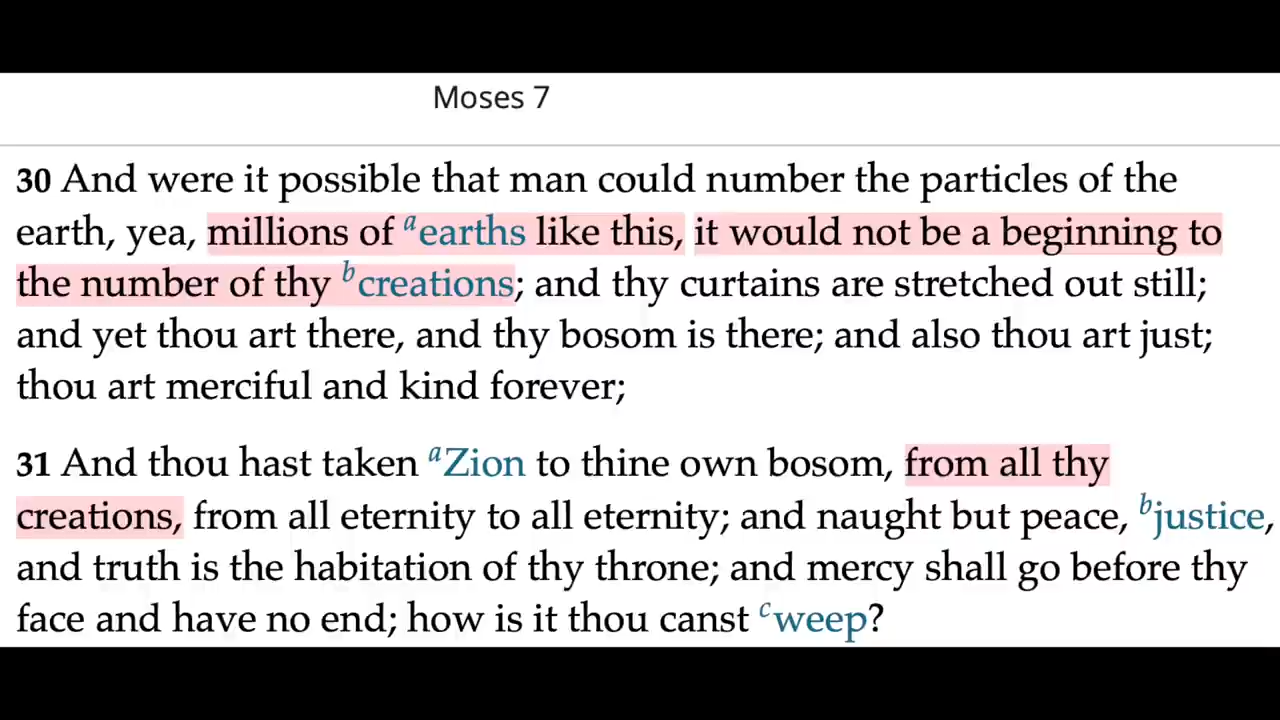 Moses 7
30 And were it possible that man could number the particles of the
earth, yea, millions of a earths like this, it would not be a beginning to
the number of thy b creations; and thy curtains are stretched out still;
and yet thou art there, and thy bosom is there; and also thou art just;
thou art merciful and kind forever;
31 And thou hast taken a Zion to thine own bosom, from all thy
creations, from all eternity to all eternity; and naught but peace, b justice,
and truth is the habitation of thy throne; and mercy shall go before thy
face and have no end; how is it thou canst c weep?